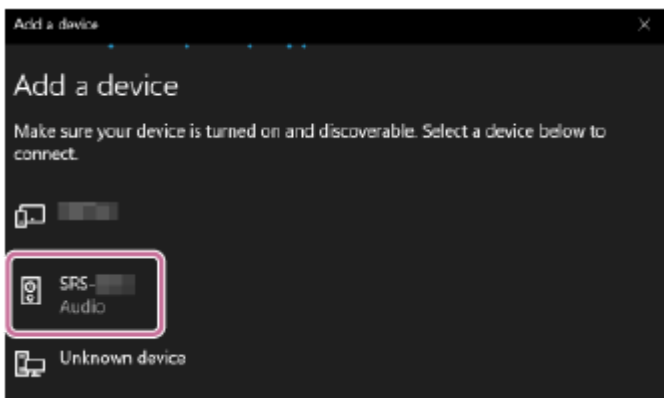 Add a device
Add a device
Make sure your device is turned on and discoverable. Select a device below to
connect.
SRS-
Audio
Unknown device